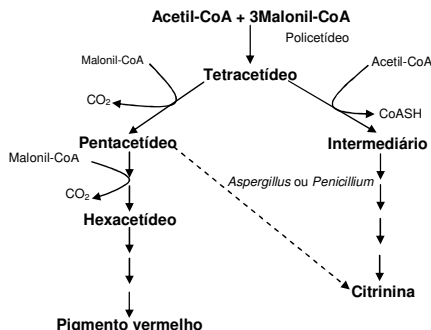 Acetil-CoA + 3Malonil-CoA
Policetídeo
Malonil-CoA
Acetil-CoA
Tetracetídeo
CO₂
CoASH
Pentacetídeo
Intermediário
Malonil-CoA
Aspergillus ou Penicillium
CO₂
Hexacetídeo
Citrinina
Pigmento vermelho